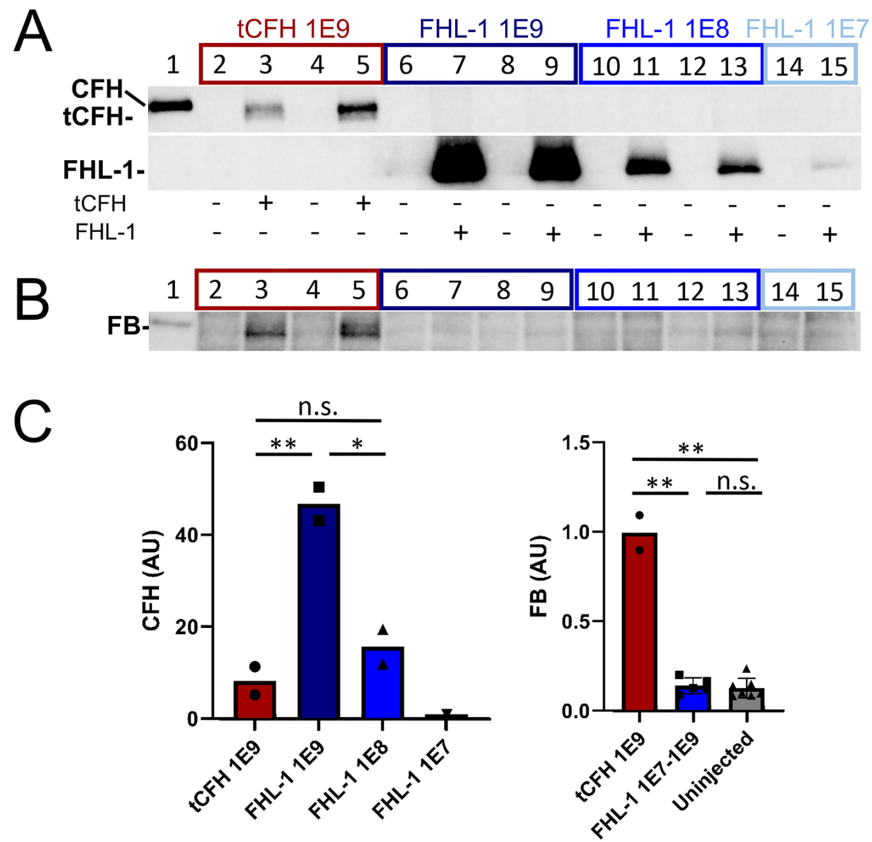 A
tCFH 1E9 FHL-1 1E9 FHL-1 1E8 FHL-1 1E7
1 2 3 4 5 6 7 8 9 10 11 12 13 14 15
CFH
tCFH-
FHL-1-
tCFH - + - + - - - - - - - - - -
FHL-1 - - - - - + - + - + - + - +
B
1 2 3 4 5 6 7 8 9 10 11 12 13 14 15
FB-
C
n.s.
** *
60
40
20
0
CFH (AU)
tCFH 1E9
FHL-1 1E9
FHL-1 1E8
FHL-1 1E7
**
** n.s.
1.5
1.0
0.5
0.0
FB (AU)
tCFH 1E9
FHL-1 1E7-1E9
Uninjected